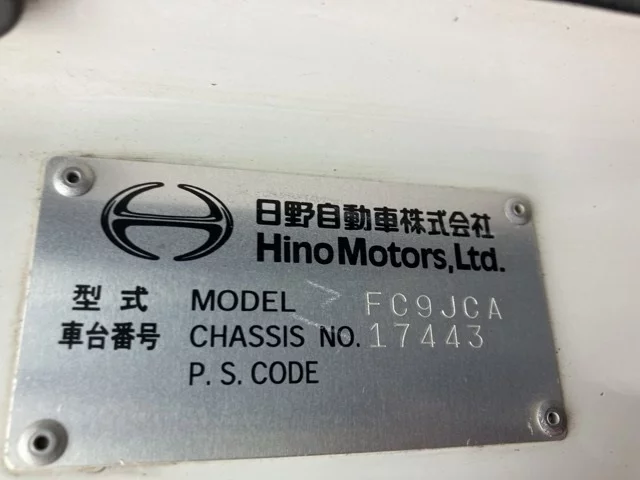 日野自動車株式会社
Hino Motors, Ltd.
型式 MODEL FC9JCA
車台番号 CHASSIS NO. 17443
P. S. CODE